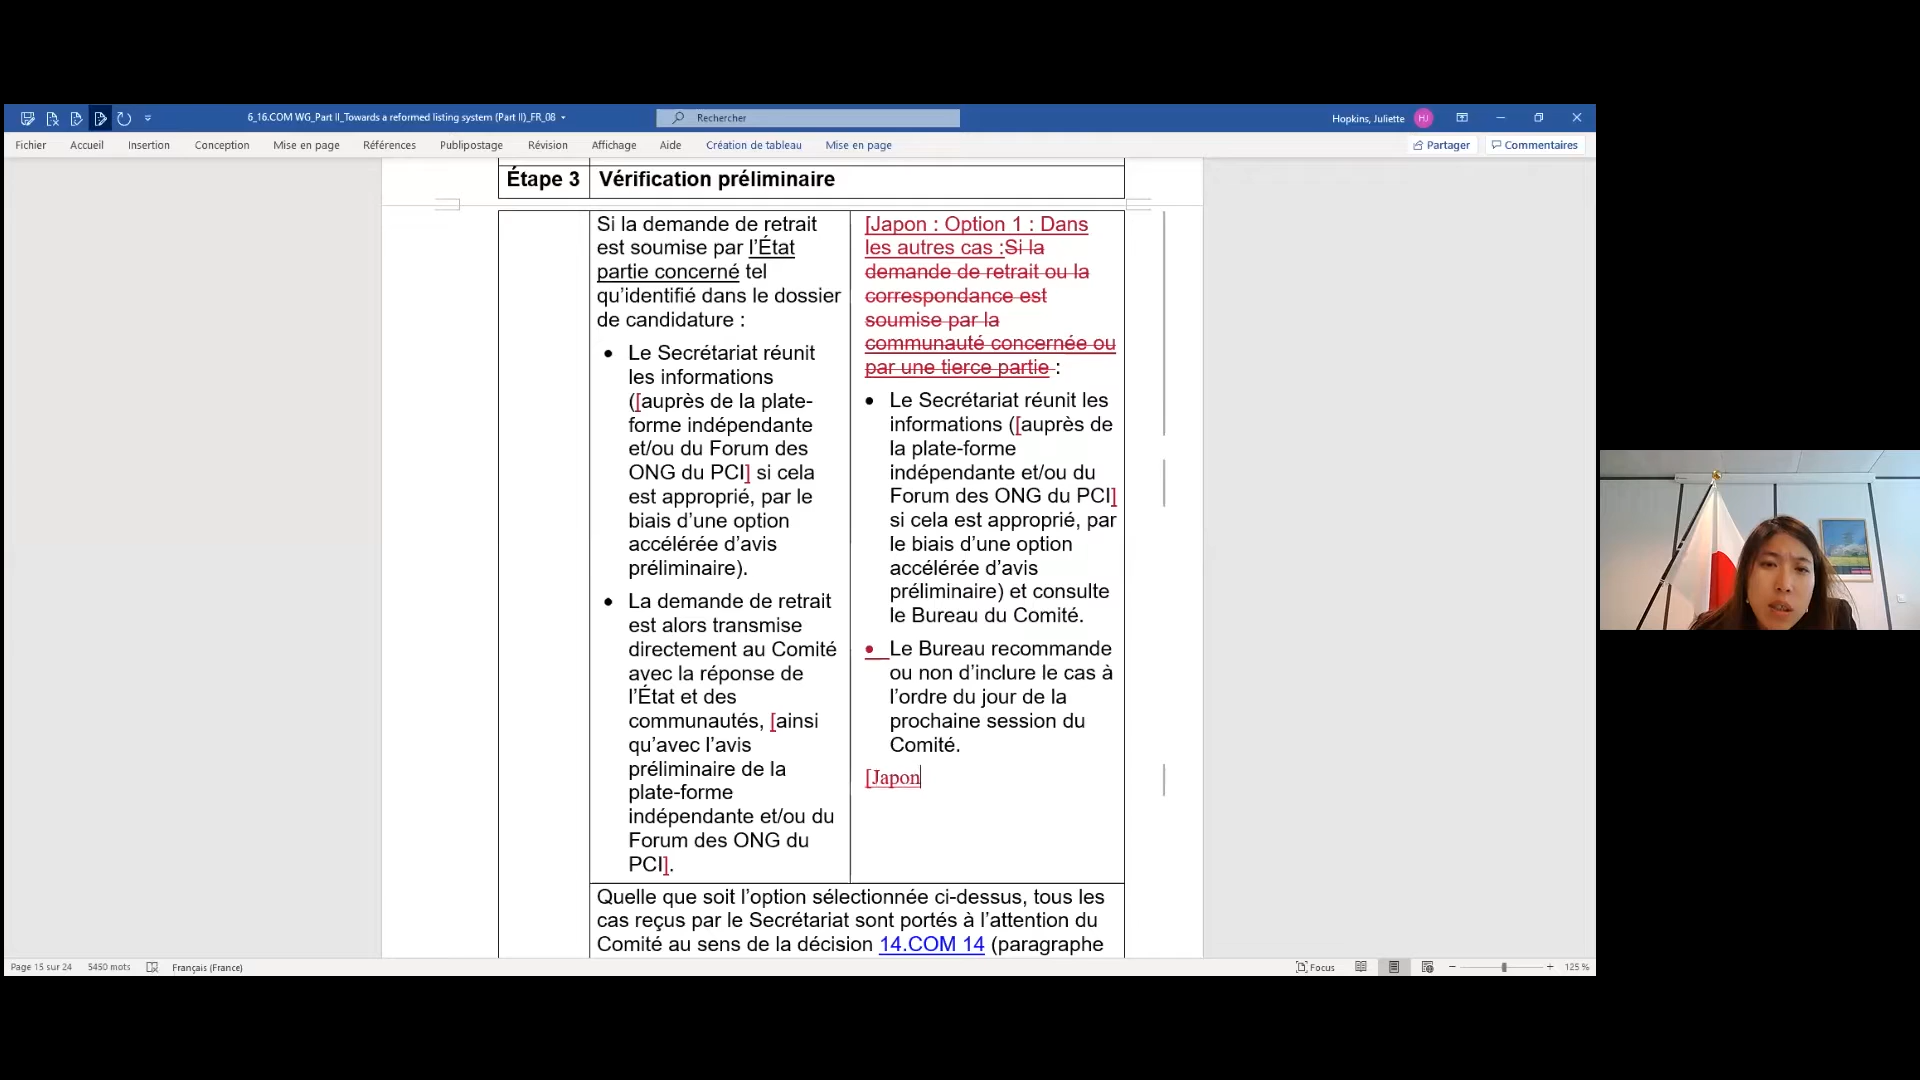 6_16.COM WG_Part II_Towards a reformed listing system (Part II)_FR_08
Rechercher
Hopkins, Juliette
HJ
Fichier Accueil Insertion Conception Mise en page Références Publipostage Révision Affichage Aide Création de tableau Mise en page
Partager
Commentaires
Étape 3
Vérification préliminaire
Si la demande de retrait
est soumise par l’État
partie concerné tel
qu’identifié dans le dossier
de candidature :
• Le Secrétariat réunit
les informations
([auprès de la plate-
forme indépendante
et/ou du Forum des
ONG du PCI] si cela
est approprié, par le
biais d’une option
accélérée d’avis
préliminaire).
• La demande de retrait
est alors transmise
directement au Comité
avec la réponse de
l’État et des
communautés, [ainsi
qu’avec l’avis
préliminaire de la
plate-forme
indépendante et/ou du
Forum des ONG du
PCI].
[Japon : Option 1 : Dans
les autres cas :Si la
demande de retrait ou la
correspondance est
soumise par la
communauté concernée ou
par une tierce partie :
• Le Secrétariat réunit les
informations ([auprès de
la plate-forme
indépendante et/ou du
Forum des ONG du PCI]
si cela est approprié, par
le biais d’une option
accélérée d’avis
préliminaire) et consulte
le Bureau du Comité.
• Le Bureau recommande
ou non d’inclure le cas à
l’ordre du jour de la
prochaine session du
Comité.
[Japon
Quelle que soit l’option sélectionnée ci-dessus, tous les
cas reçus par le Secrétariat sont portés à l’attention du
Comité au sens de la décision 14.COM 14 (paragraphe
Page 15 sur 24
5450 mots
Français (France)
Focus
125 %